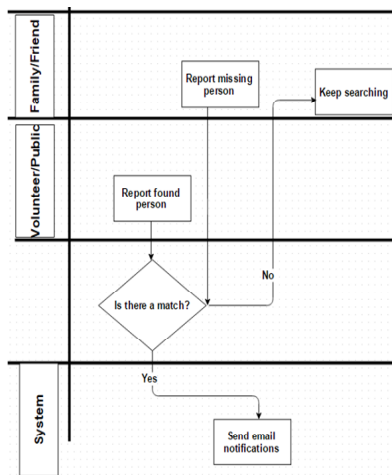 Family/Friend
Report missing
person
Keep searching
Volunteer/Public
Report found
person
Is there a match?
No
Yes
System
Send email
notifications